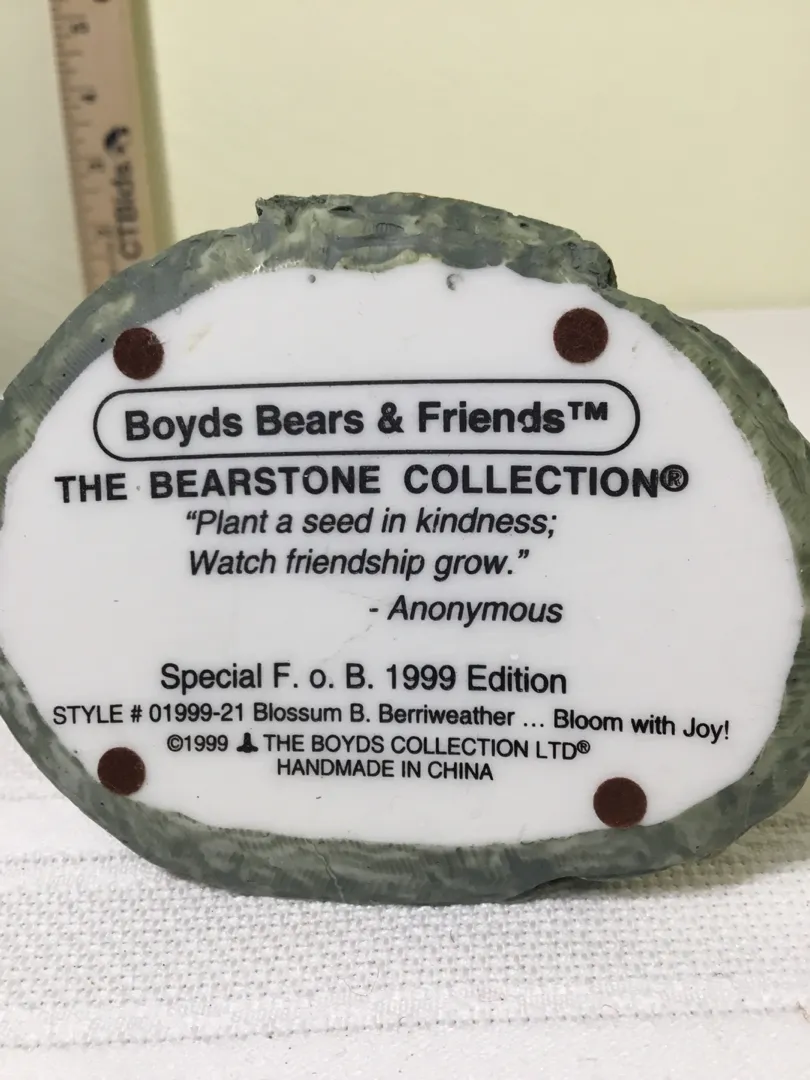 CTBids
Boyds Bears & Friends™
THE BEARSTONE COLLECTION®
“Plant a seed in kindness;
Watch friendship grow.”
- Anonymous
Special F. o. B. 1999 Edition
STYLE # 01999-21 Blossum B. Berriweather ... Bloom with Joy!
©1999 THE BOYDS COLLECTION LTD®
HANDMADE IN CHINA